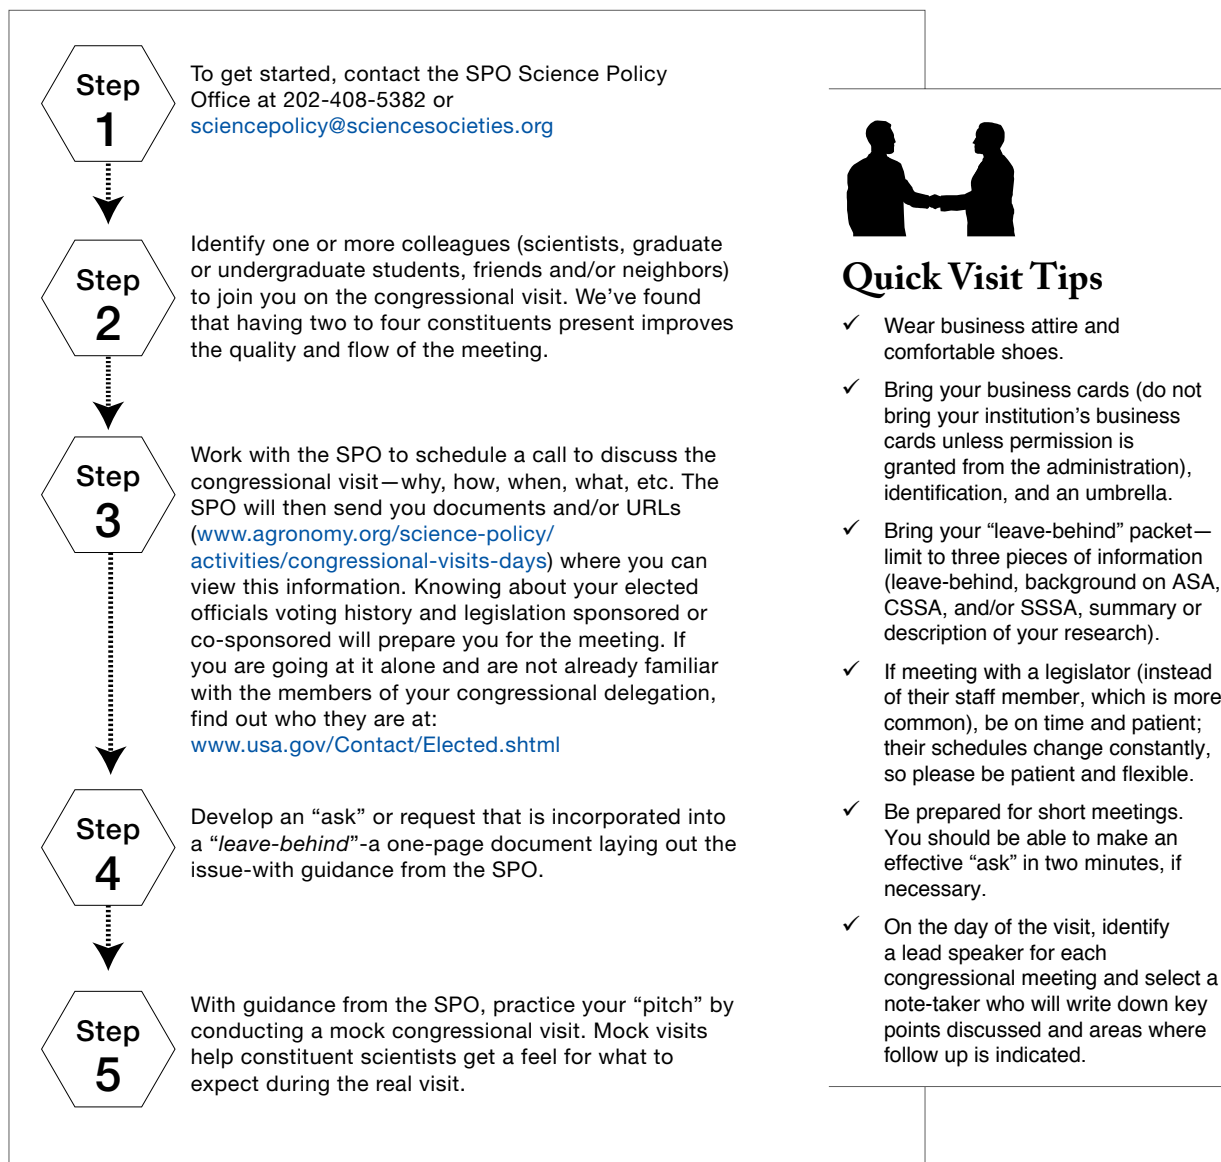 Step
1
To get started, contact the SPO Science Policy
Office at 202-408-5382 or
sciencepolicy@sciencesocieties.org
Step
2
Identify one or more colleagues (scientists, graduate
or undergraduate students, friends and/or neighbors)
to join you on the congressional visit. We’ve found
that having two to four constituents present improves
the quality and flow of the meeting.
Step
3
Work with the SPO to schedule a call to discuss the
congressional visit—why, how, when, what, etc. The
SPO will then send you documents and/or URLs
(www.agronomy.org/science-policy/
activities/congressional-visits-days) where you can
view this information. Knowing about your elected
officials voting history and legislation sponsored or
co-sponsored will prepare you for the meeting. If
you are going at it alone and are not already familiar
with the members of your congressional delegation,
find out who they are at:
www.usa.gov/Contact/Elected.shtml
Step
4
Develop an “ask” or request that is incorporated into
a “leave-behind”-a one-page document laying out the
issue-with guidance from the SPO.
Step
5
With guidance from the SPO, practice your “pitch” by
conducting a mock congressional visit. Mock visits
help constituent scientists get a feel for what to
expect during the real visit.
Quick Visit Tips
✓ Wear business attire and
comfortable shoes.
✓ Bring your business cards (do not
bring your institution’s business
cards unless permission is
granted from the administration),
identification, and an umbrella.
✓ Bring your “leave-behind” packet—
limit to three pieces of information
(leave-behind, background on ASA,
CSSA, and/or SSSA, summary or
description of your research).
✓ If meeting with a legislator (instead
of their staff member, which is more
common), be on time and patient;
their schedules change constantly,
so please be patient and flexible.
✓ Be prepared for short meetings.
You should be able to make an
effective “ask” in two minutes, if
necessary.
✓ On the day of the visit, identify
a lead speaker for each
congressional meeting and select a
note-taker who will write down key
points discussed and areas where
follow up is indicated.